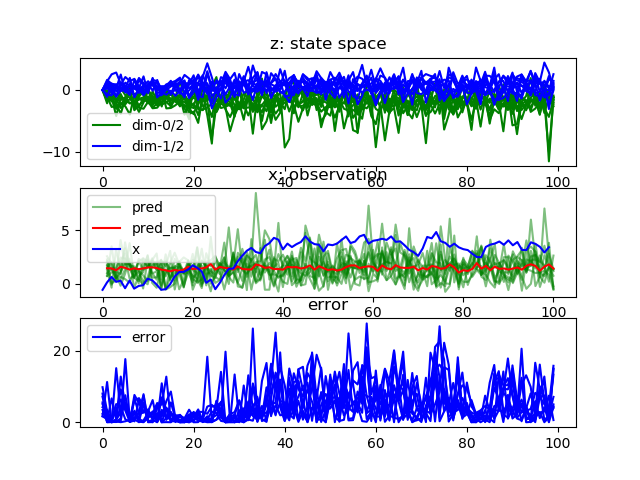 z: state space
0
−10
dim-0/2
dim-1/2
0 20 40 60 80 100
x: observation
5
0
pred
pred_mean
x
0 20 40 60 80 100
error
20
0
error
0 20 40 60 80 100